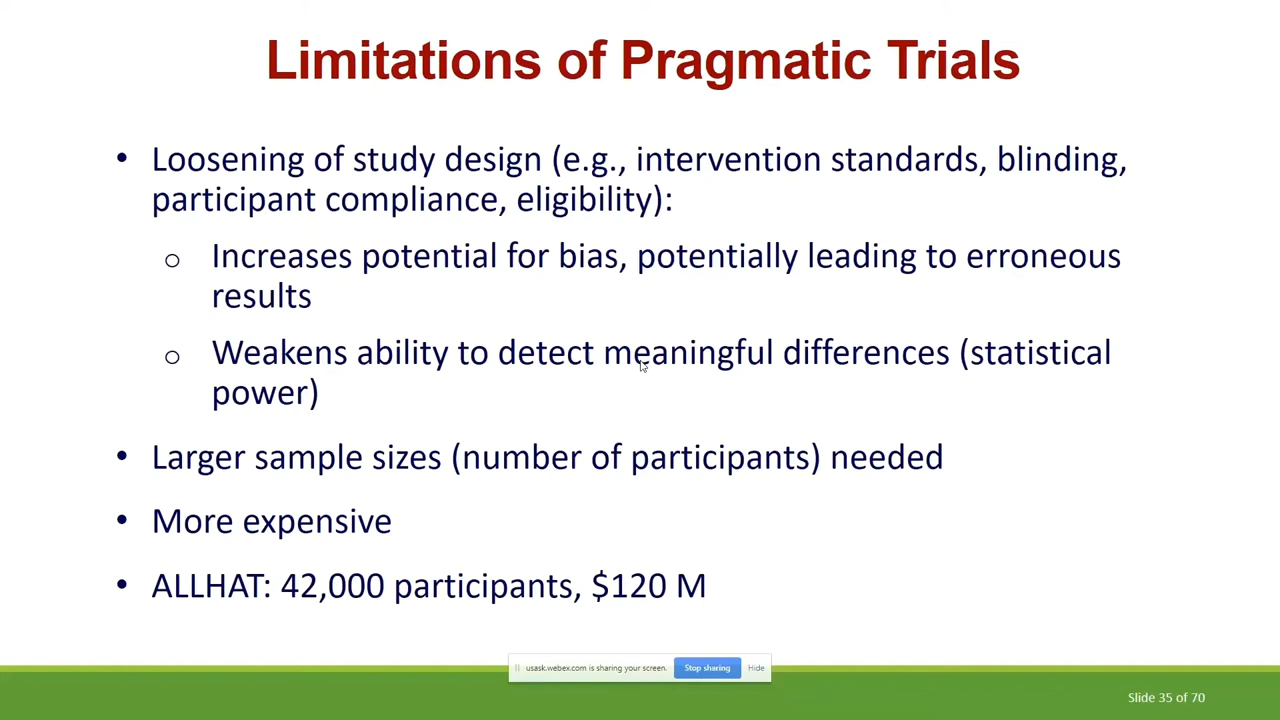 Limitations of Pragmatic Trials
• Loosening of study design (e.g., intervention standards, blinding,
participant compliance, eligibility):
o Increases potential for bias, potentially leading to erroneous
results
o Weakens ability to detect meaningful differences (statistical
power)
• Larger sample sizes (number of participants) needed
• More expensive
• ALLHAT: 42,000 participants, $120 M
usask.webex.com is sharing your screen. Stop sharing Hide
Slide 35 of 70